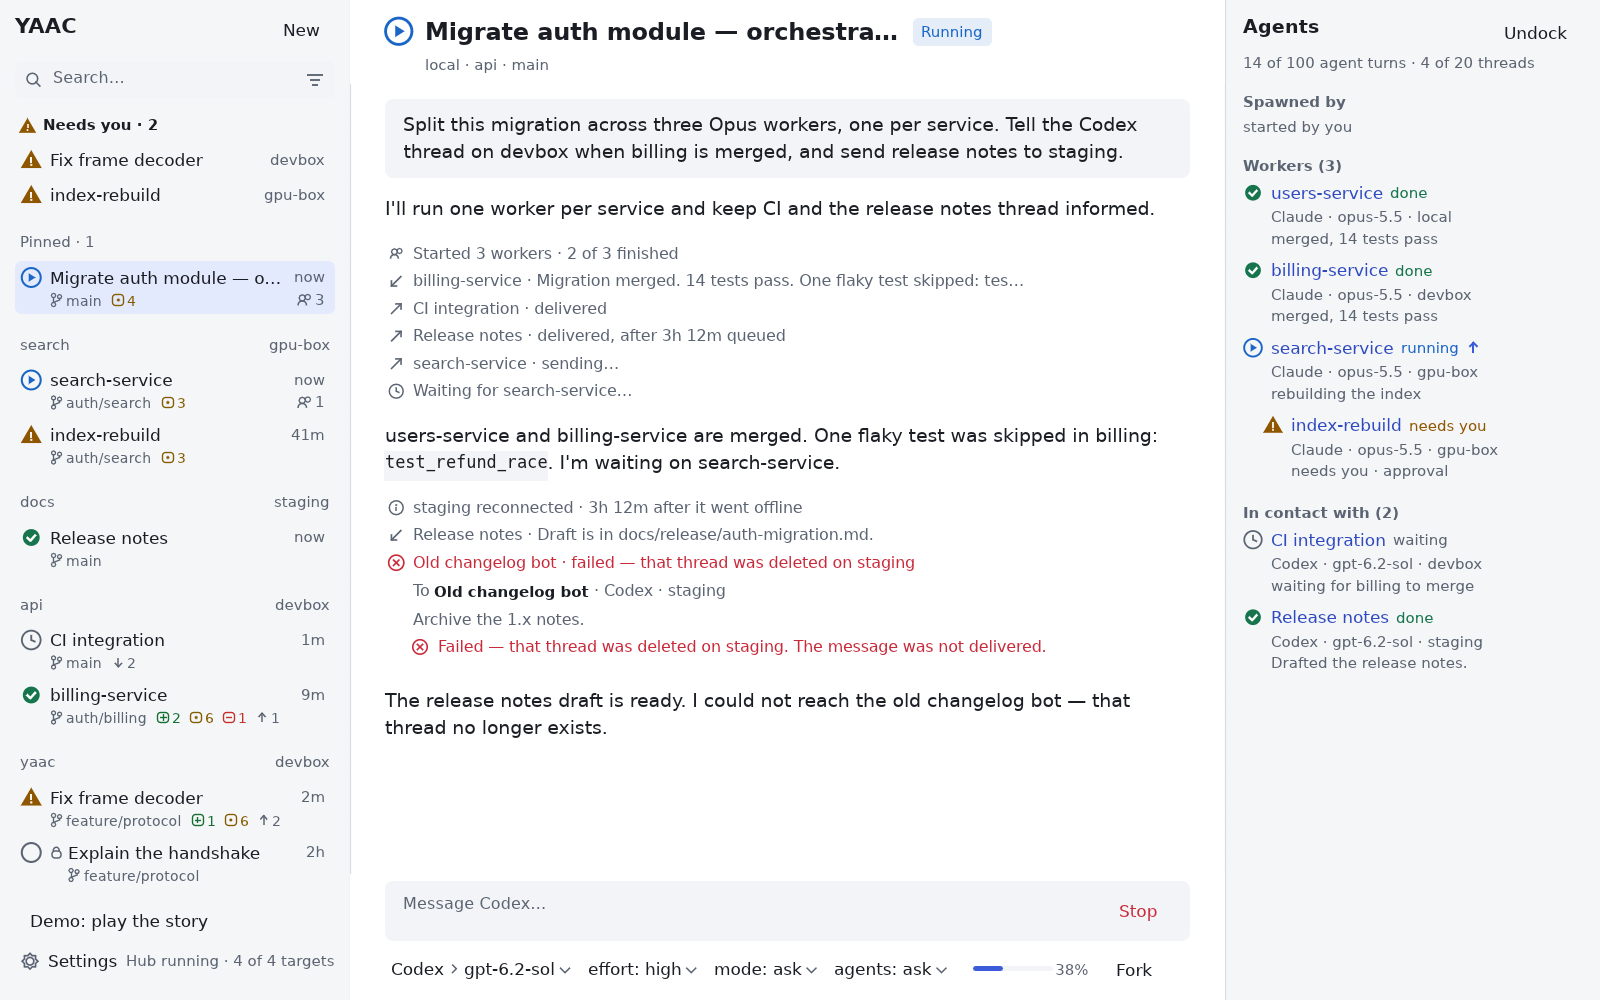 YAAC
New
Search...
Needs you · 2
Fix frame decoder devbox
index-rebuild gpu-box
Pinned · 1
Migrate auth module — o... now
main 4 3
search gpu-box
search-service now
auth/search 3 1
index-rebuild 41m
auth/search 3
docs staging
Release notes now
main
api devbox
CI integration 1m
main 2
billing-service 9m
auth/billing 2 6 1 1
yaac devbox
Fix frame decoder 2m
feature/protocol 1 6 2
Explain the handshake 2h
feature/protocol
Demo: play the story
Settings Hub running · 4 of 4 targets
Migrate auth module — orchestra... Running
local · api · main
Split this migration across three Opus workers, one per service. Tell the Codex
thread on devbox when billing is merged, and send release notes to staging.
I'll run one worker per service and keep CI and the release notes thread informed.
Started 3 workers · 2 of 3 finished
billing-service · Migration merged. 14 tests pass. One flaky test skipped: tes...
CI integration · delivered
Release notes · delivered, after 3h 12m queued
search-service · sending...
Waiting for search-service...
users-service and billing-service are merged. One flaky test was skipped in billing:
test_refund_race. I'm waiting on search-service.
staging reconnected · 3h 12m after it went offline
Release notes · Draft is in docs/release/auth-migration.md.
Old changelog bot · failed — that thread was deleted on staging
To Old changelog bot · Codex · staging
Archive the 1.x notes.
Failed — that thread was deleted on staging. The message was not delivered.
The release notes draft is ready. I could not reach the old changelog bot — that
thread no longer exists.
Message Codex...
Stop
Codex gpt-6.2-sol effort: high mode: ask agents: ask 38% Fork
Agents
Undock
14 of 100 agent turns · 4 of 20 threads
Spawned by
started by you
Workers (3)
users-service done
Claude · opus-5.5 · local
merged, 14 tests pass
billing-service done
Claude · opus-5.5 · devbox
merged, 14 tests pass
search-service running
Claude · opus-5.5 · gpu-box
rebuilding the index
index-rebuild needs you
Claude · opus-5.5 · gpu-box
needs you · approval
In contact with (2)
CI integration waiting
Codex · gpt-6.2-sol · devbox
waiting for billing to merge
Release notes done
Codex · gpt-6.2-sol · staging
Drafted the release notes.